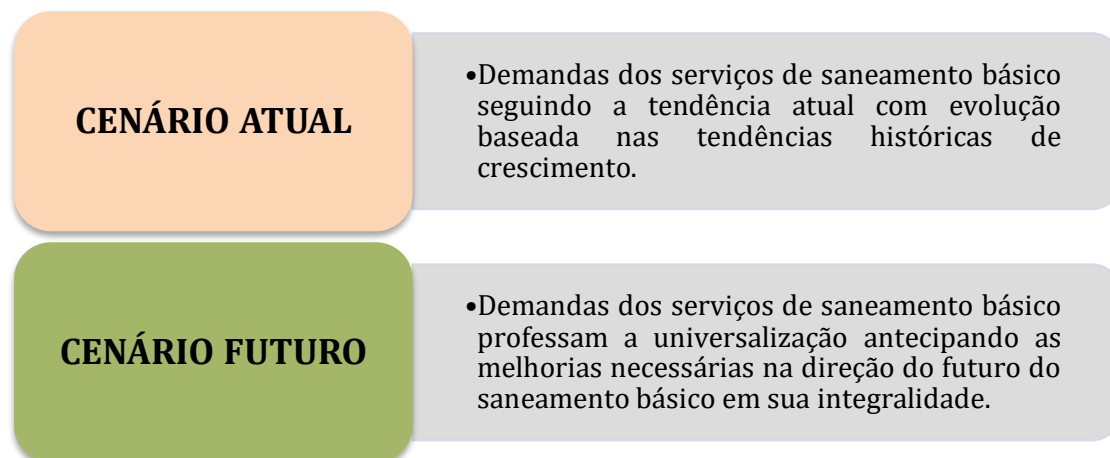 CENÁRIO ATUAL
•Demandas dos serviços de saneamento básico
seguindo a tendência atual com evolução
baseada nas tendências históricas de
crescimento.
CENÁRIO FUTURO
•Demandas dos serviços de saneamento básico
professam a universalização antecipando as
melhorias necessárias na direção do futuro do
saneamento básico em sua integralidade.